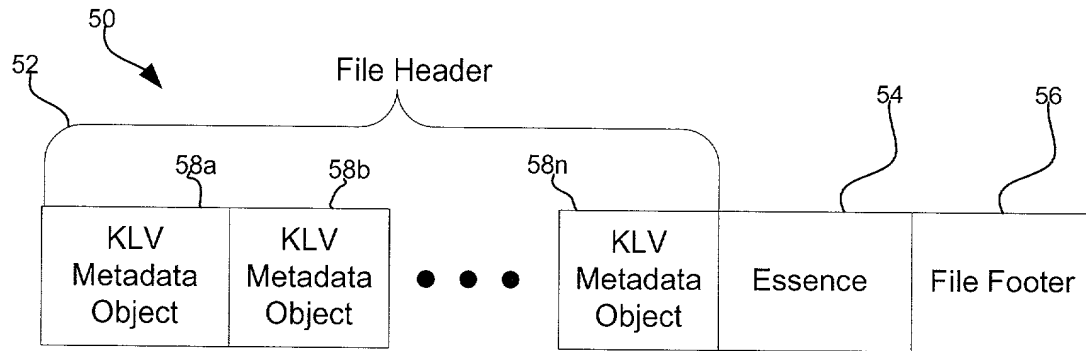 50
52
File Header
54
56
58a
58b
58n
KLV
Metadata
Object
KLV
Metadata
Object
KLV
Metadata
Object
Essence
File Footer